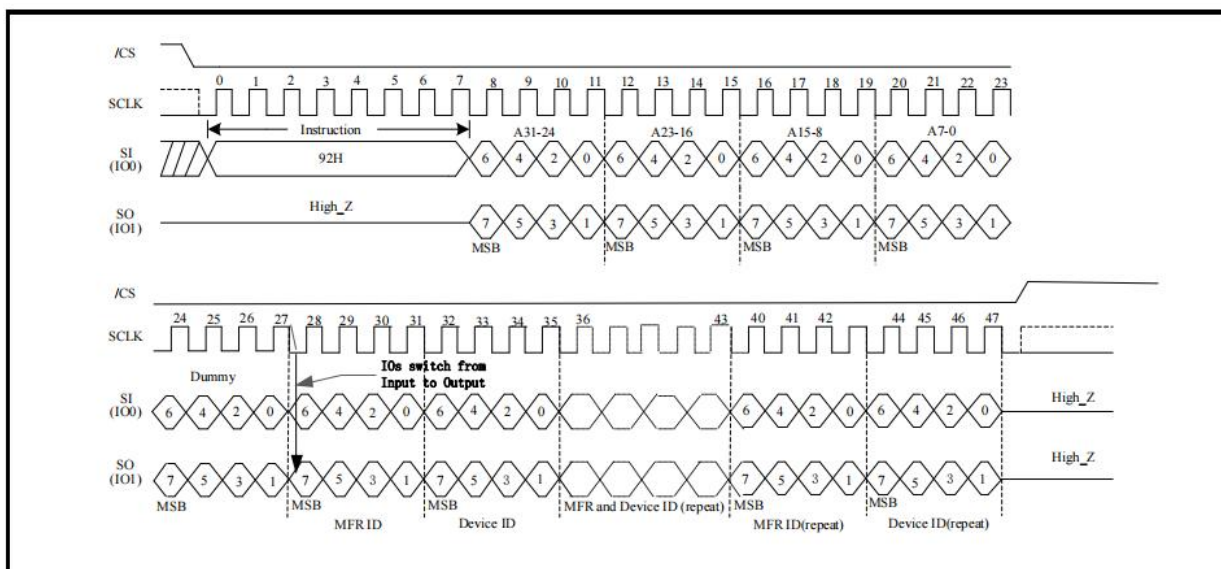 /CS
0 1 2 3 4 5 6 7 8 9 10 11 12 13 14 15 16 17 18 19 20 21 22 23
SCLK
Instruction A31-24 A23-16 A15-8 A7-0
SI
(IO0)
92H 6 4 2 0 6 4 2 0 6 4 2 0 6 4 2 0
High_Z
SO
(IO1)
7 5 3 1 7 5 3 1 7 5 3 1 7 5 3 1
MSB MSB MSB MSB
/CS
24 25 26 27 28 29 30 31 32 33 34 35 36 43 40 41 42 44 45 46 47
SCLK
Dummy
IOs switch from
Input to Output
SI
(IO0)
6 4 2 0 6 4 2 0 6 4 2 0 6 4 2 0 6 4 2 0 High_Z
SO
(IO1)
7 5 3 1 7 5 3 1 7 5 3 1 7 5 3 1 7 5 3 1 High_Z
MSB MSB MSB MSB MSB
MFR ID Device ID MFR and Device ID (repeat) MFR ID(repeat) Device ID(repeat)